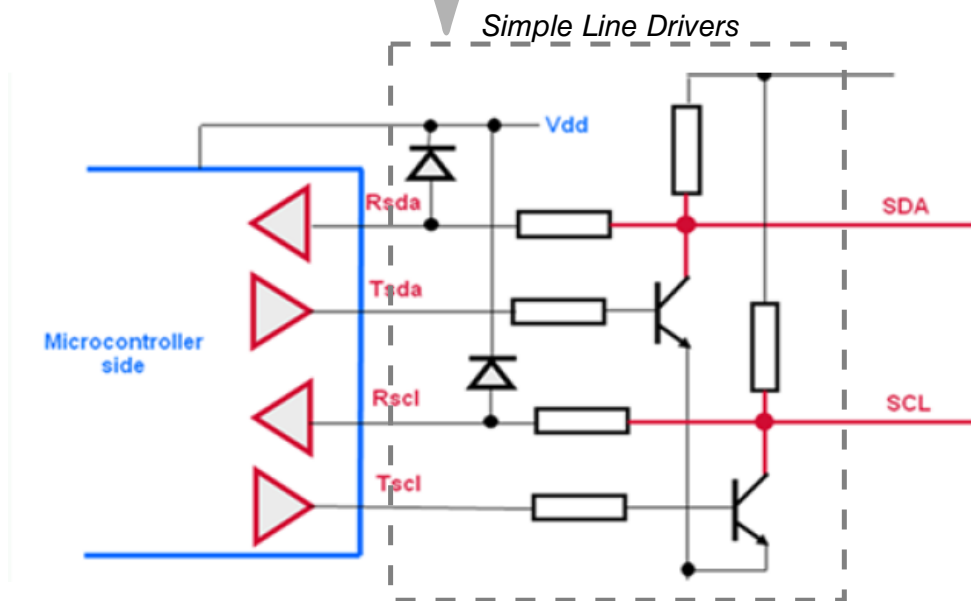 Simple Line Drivers
Vdd
Rsda
SDA
Tsda
Microcontroller
side
Rscl
SCL
Tscl